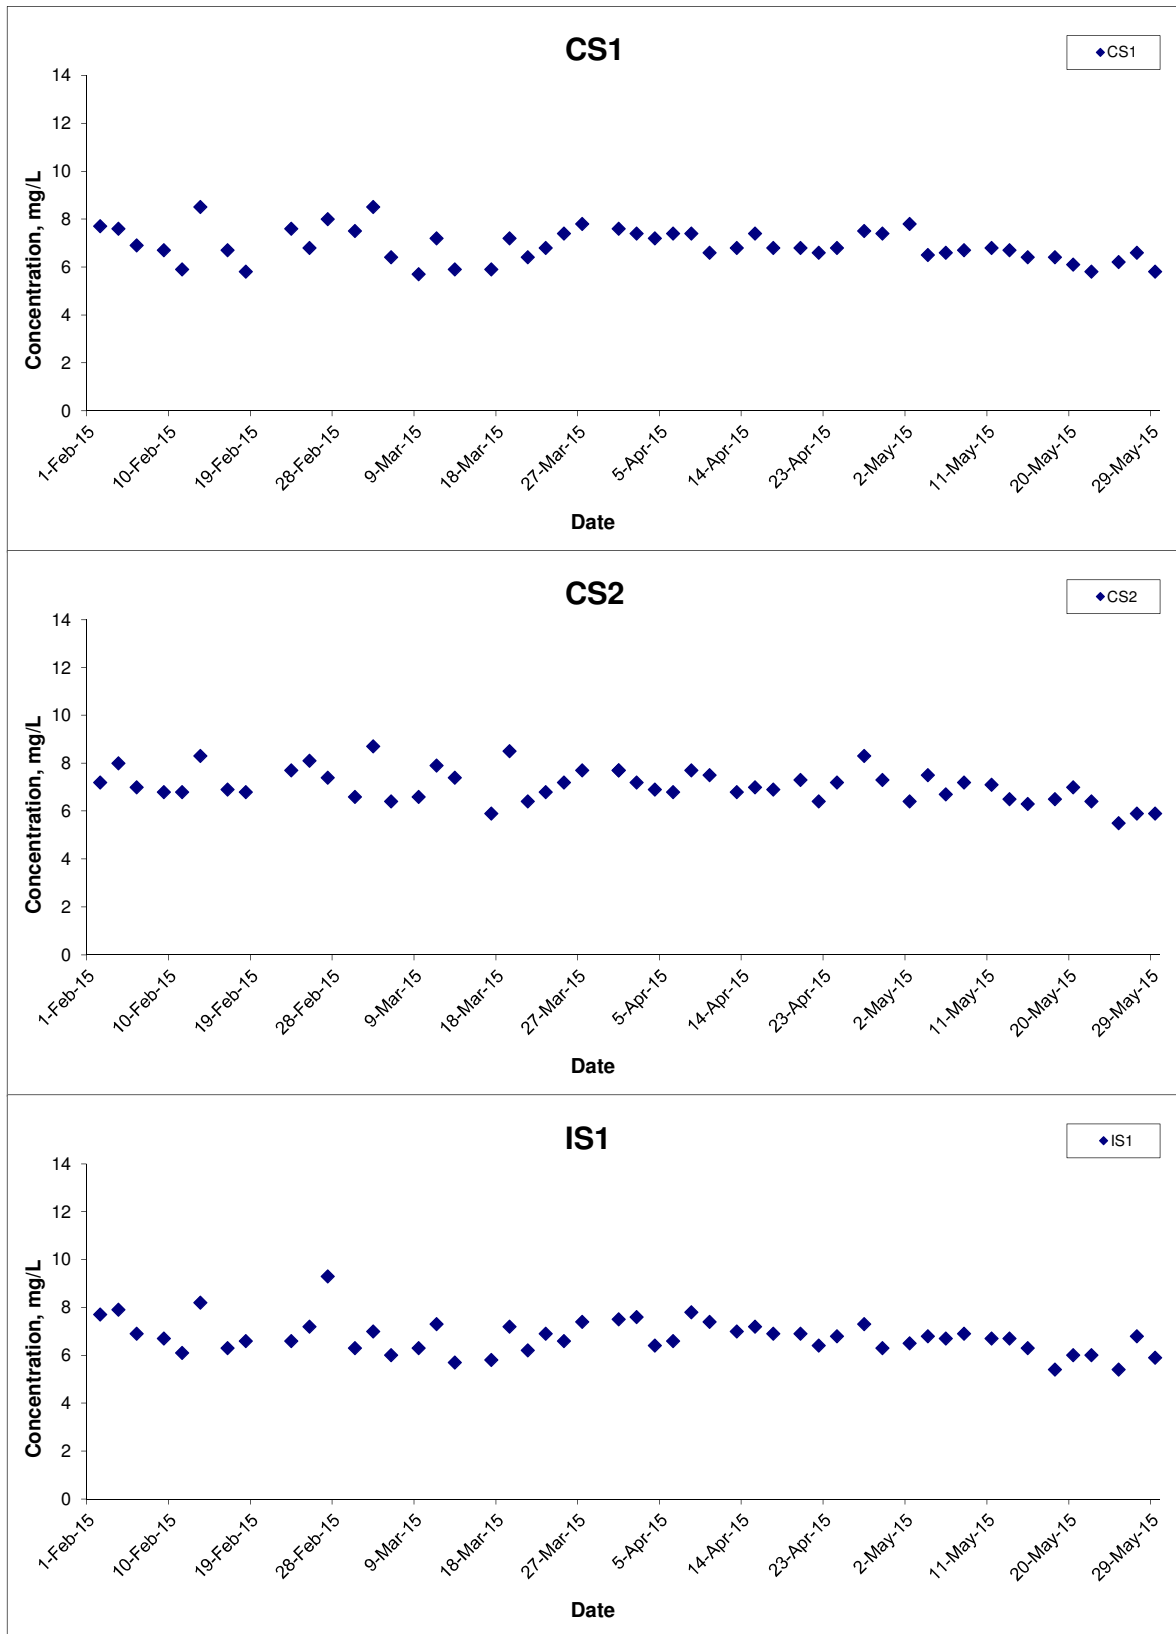 CS1
CS1
Concentration, mg/L
14
12
10
8
6
4
2
0
1-Feb-15
10-Feb-15
19-Feb-15
28-Feb-15
9-Mar-15
18-Mar-15
27-Mar-15
5-Apr-15
14-Apr-15
23-Apr-15
2-May-15
11-May-15
20-May-15
29-May-15
Date
CS2
CS2
Concentration, mg/L
14
12
10
8
6
4
2
0
1-Feb-15
10-Feb-15
19-Feb-15
28-Feb-15
9-Mar-15
18-Mar-15
27-Mar-15
5-Apr-15
14-Apr-15
23-Apr-15
2-May-15
11-May-15
20-May-15
29-May-15
Date
IS1
IS1
Concentration, mg/L
14
12
10
8
6
4
2
0
1-Feb-15
10-Feb-15
19-Feb-15
28-Feb-15
9-Mar-15
18-Mar-15
27-Mar-15
5-Apr-15
14-Apr-15
23-Apr-15
2-May-15
11-May-15
20-May-15
29-May-15
Date